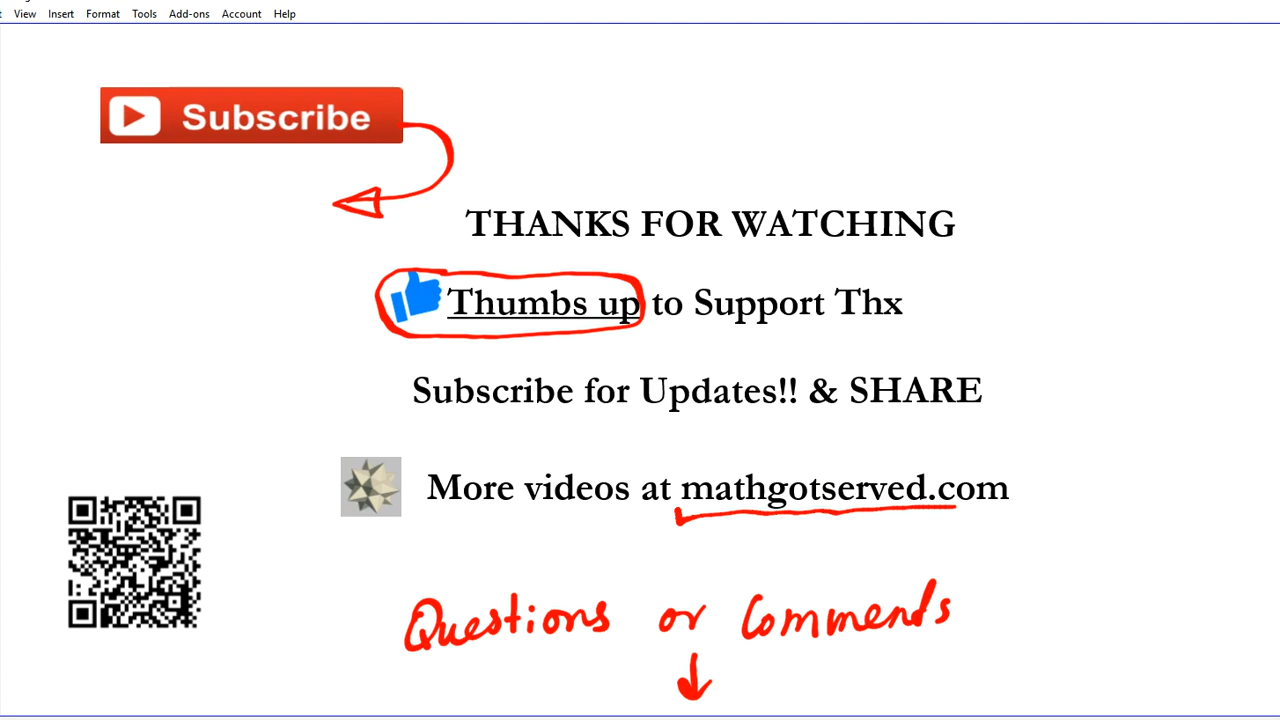 View Insert Format Tools Add-ons Account Help
Subscribe
THANKS FOR WATCHING
Thumbs up to Support Thx
Subscribe for Updates!! & SHARE
More videos at mathgotserved.com
Questions or Comments